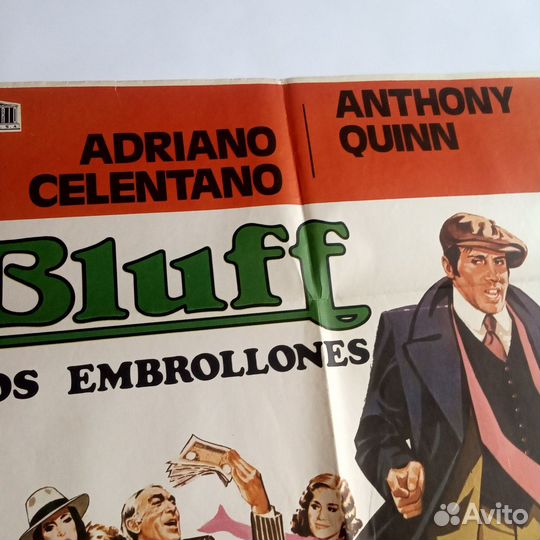 ADRIANO
CELENTANO
ANTHONY
QUINN
Bluff
OS EMBROLLONES
Avito